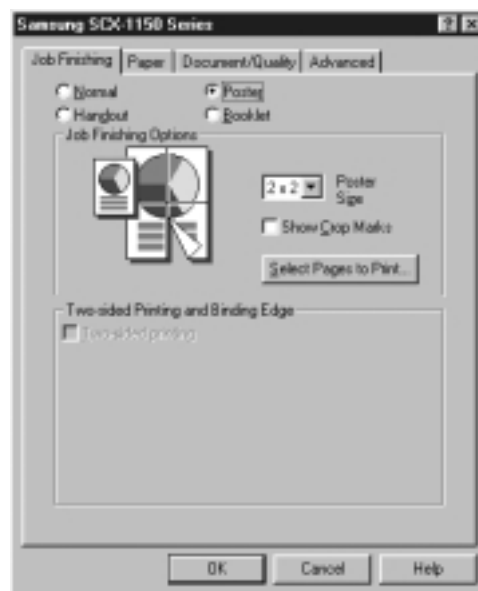 Samsung SCX-1150 Series
Job Finishing Paper Document/Quality Advanced
Normal Poster
Handout Booklet
Job Finishing Options
2 x 2 Poster Size
Show Crop Marks
Select Pages to Print...
Two-sided Printing and Binding Edge
Two-sided printing
OK Cancel Help